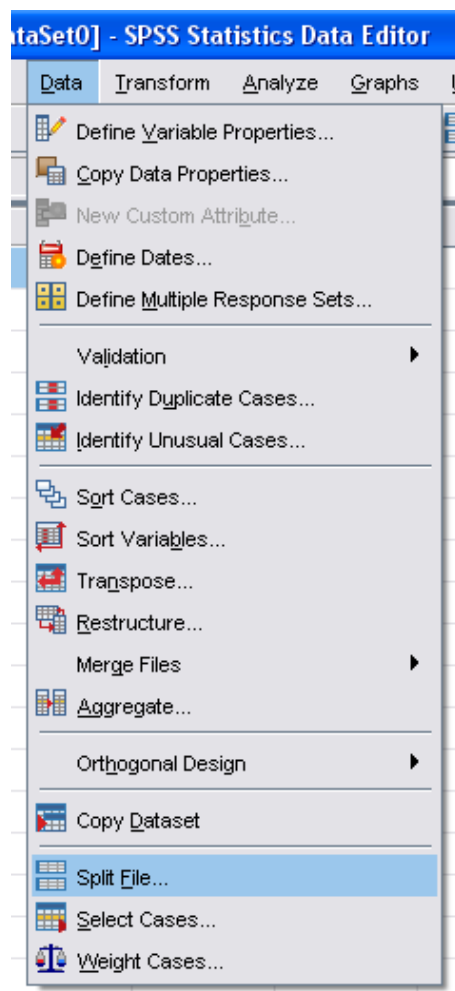 taSet0] - SPSS Statistics Data Editor
Data Transform Analyze Graphs
Define Variable Properties...
Copy Data Properties...
New Custom Attribute...
Define Dates...
Define Multiple Response Sets...
Validation
Identify Duplicate Cases...
Identify Unusual Cases...
Sort Cases...
Sort Variables...
Transpose...
Restructure...
Merge Files
Aggregate...
Orthogonal Design
Copy Dataset
Split File...
Select Cases...
Weight Cases...